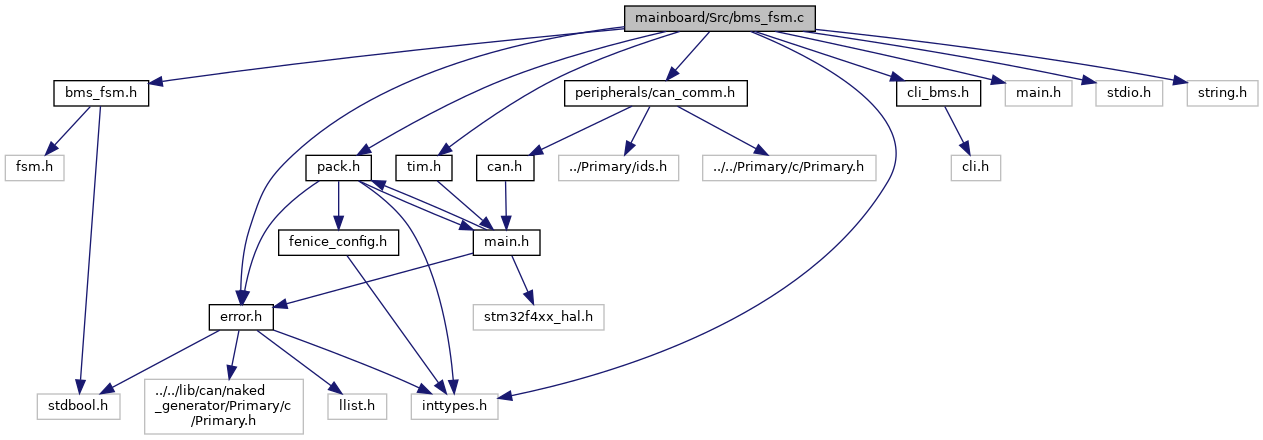 mainboard/Src/bms_fsm.c
bms_fsm.h
peripherals/can_comm.h
cli_bms.h
main.h
stdio.h
string.h
fsm.h
pack.h
tim.h
can.h
../Primary/ids.h
../../Primary/c/Primary.h
cli.h
fenice_config.h
main.h
error.h
stm32f4xx_hal.h
stdbool.h
../../lib/can/naked
_generator/Primary/c
/Primary.h
llist.h
inttypes.h